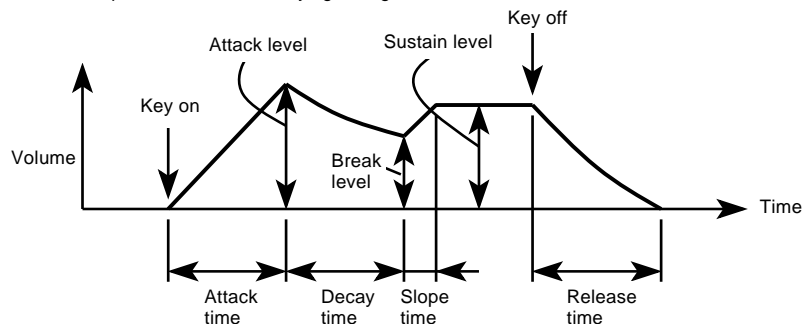 Key off
Attack level
Sustain level
Key on
Volume
Break
level
Time
Attack
time
Decay
time
Slope
time
Release
time